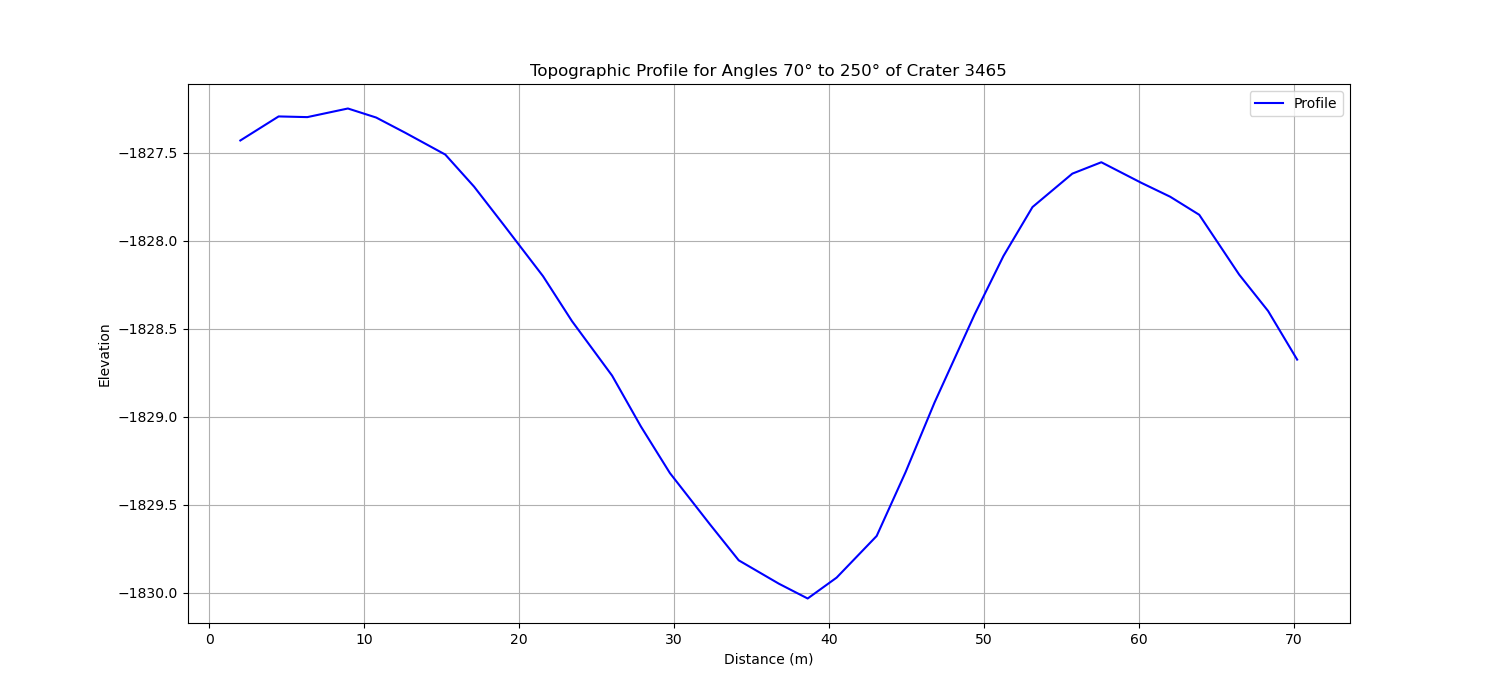 Topographic Profile for Angles 70° to 250° of Crater 3465
Profile
−1827.5
−1828.0
−1828.5
−1829.0
−1829.5
−1830.0
Elevation
0 10 20 30 40 50 60 70
Distance (m)